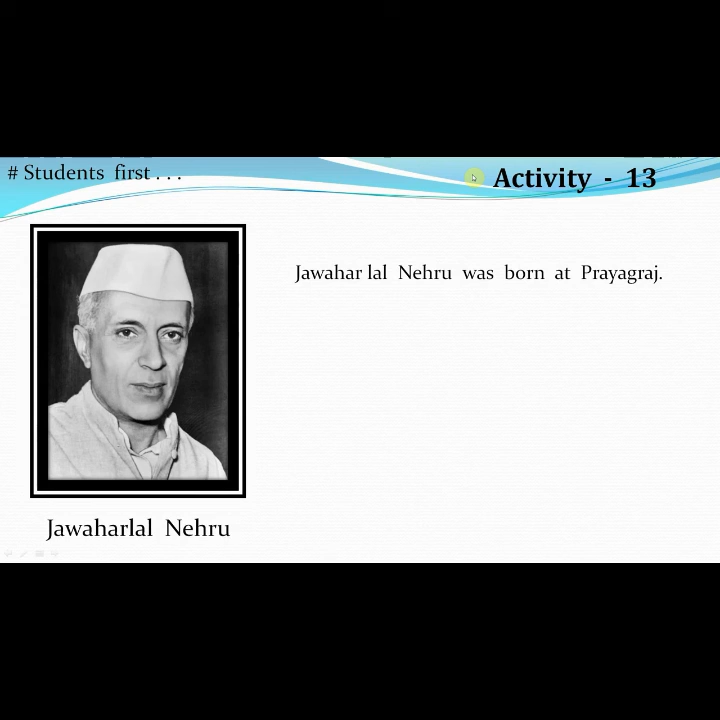 # Students first . . .
Activity - 13
Jawahar lal Nehru was born at Prayagraj.
Jawaharlal Nehru